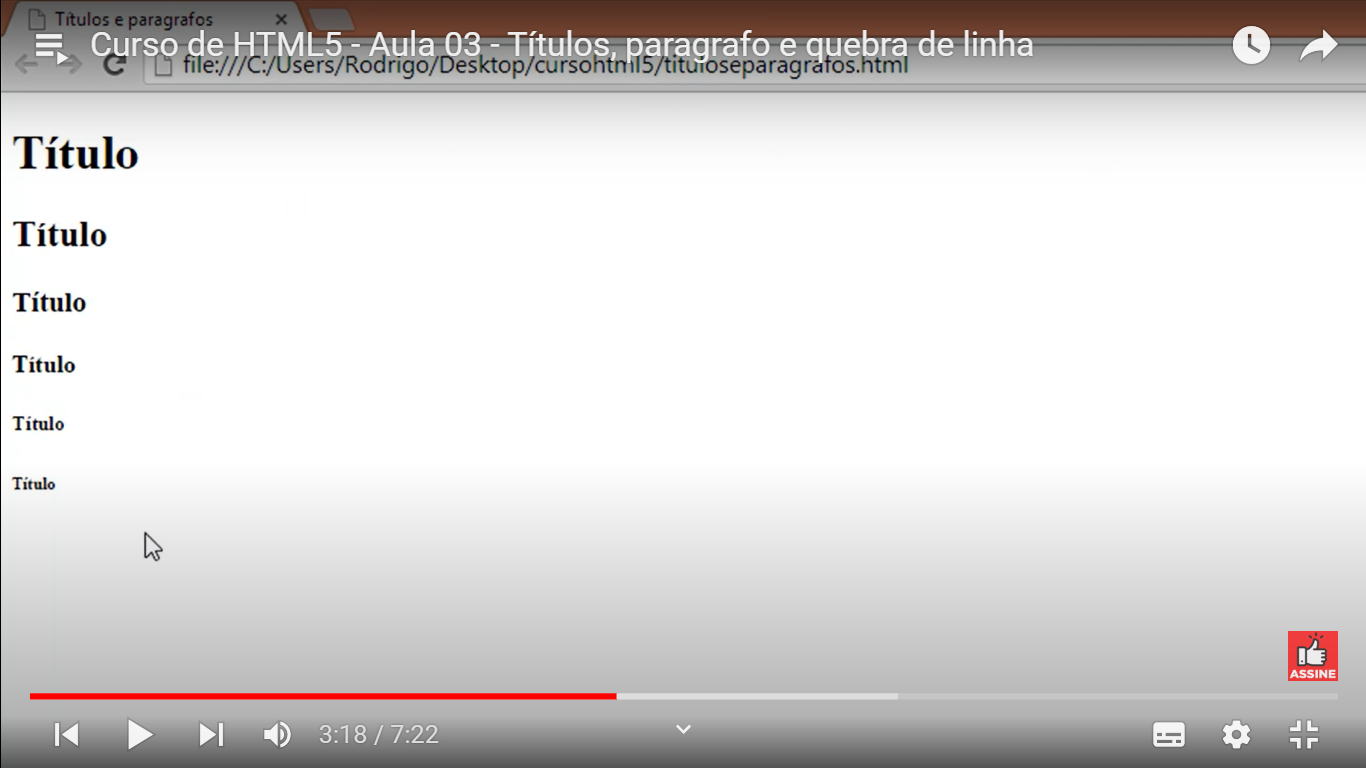 Títulos e paragrafos
Curso de HTML5 - Aula 03 - Títulos, paragrafo e quebra de linha
file:///C:/Users/Rodrigo/Desktop/cursohtml5/tituloseparagrafos.html
Título
Título
Título
Título
Título
Título
ASSINE
3:18 / 7:22